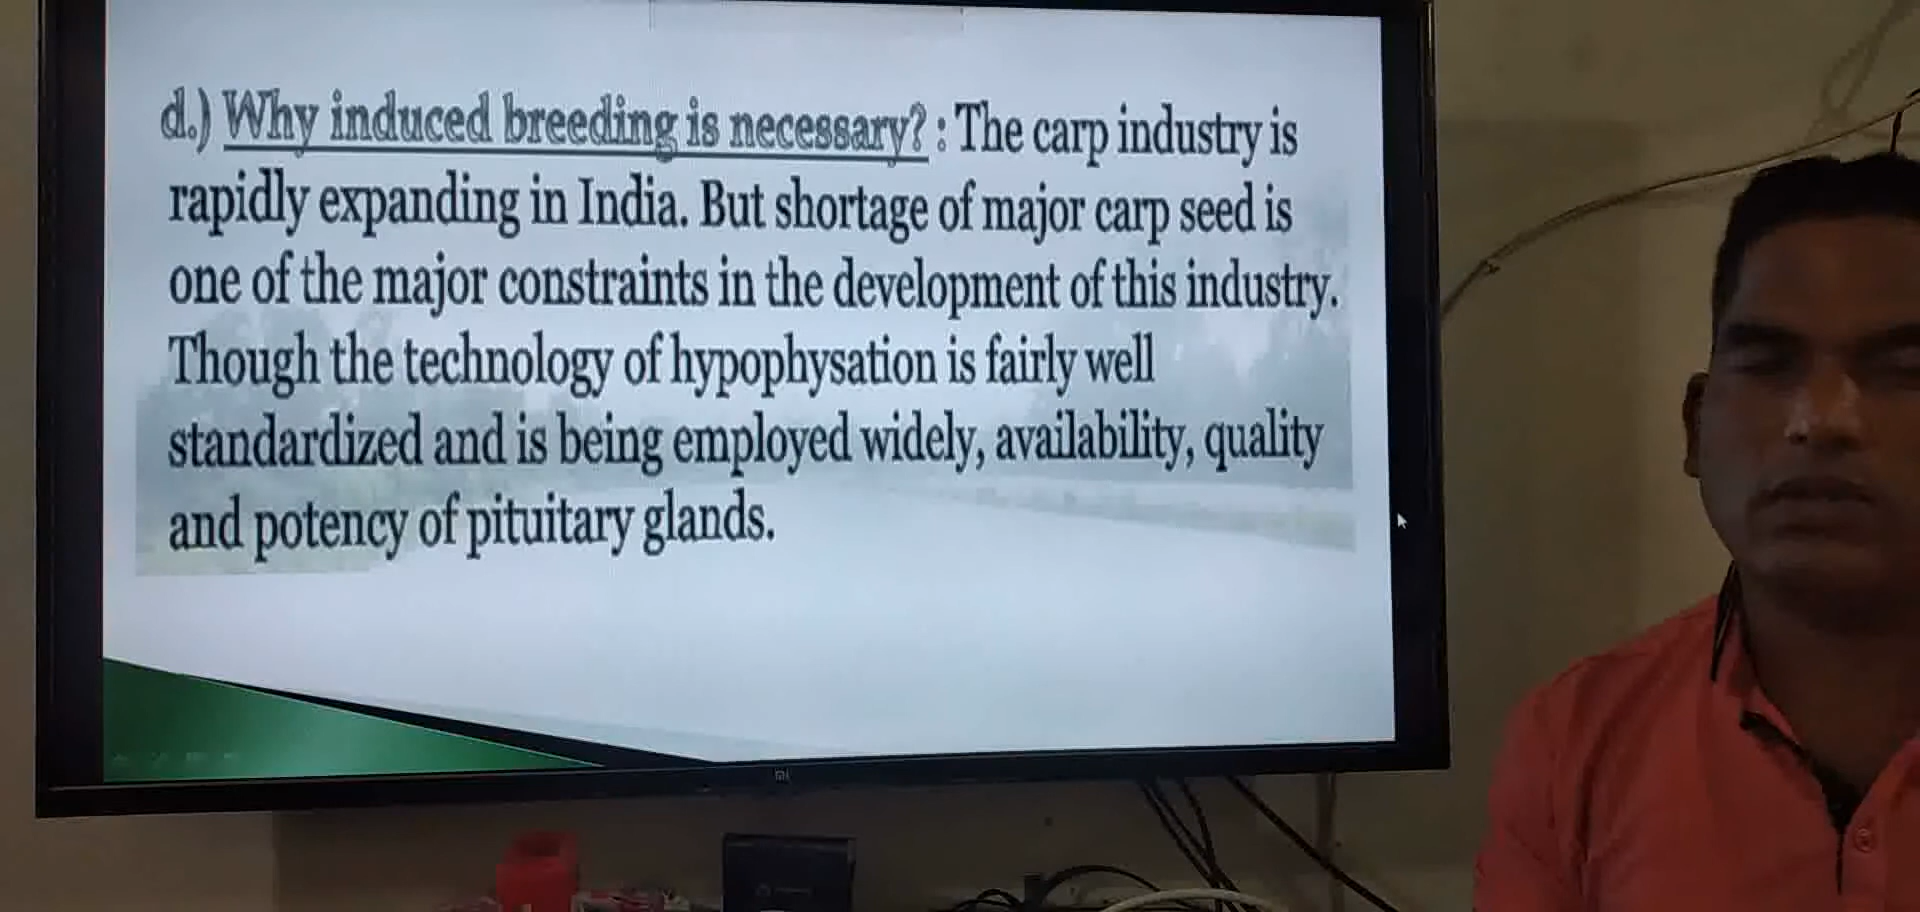 d.) Why induced breeding is necessary? : The carp industry is
rapidly expanding in India. But shortage of major carp seed is
one of the major constraints in the development of this industry.
Though the technology of hypophysation is fairly well
standardized and is being employed widely, availability, quality
and potency of pituitary glands.
mi